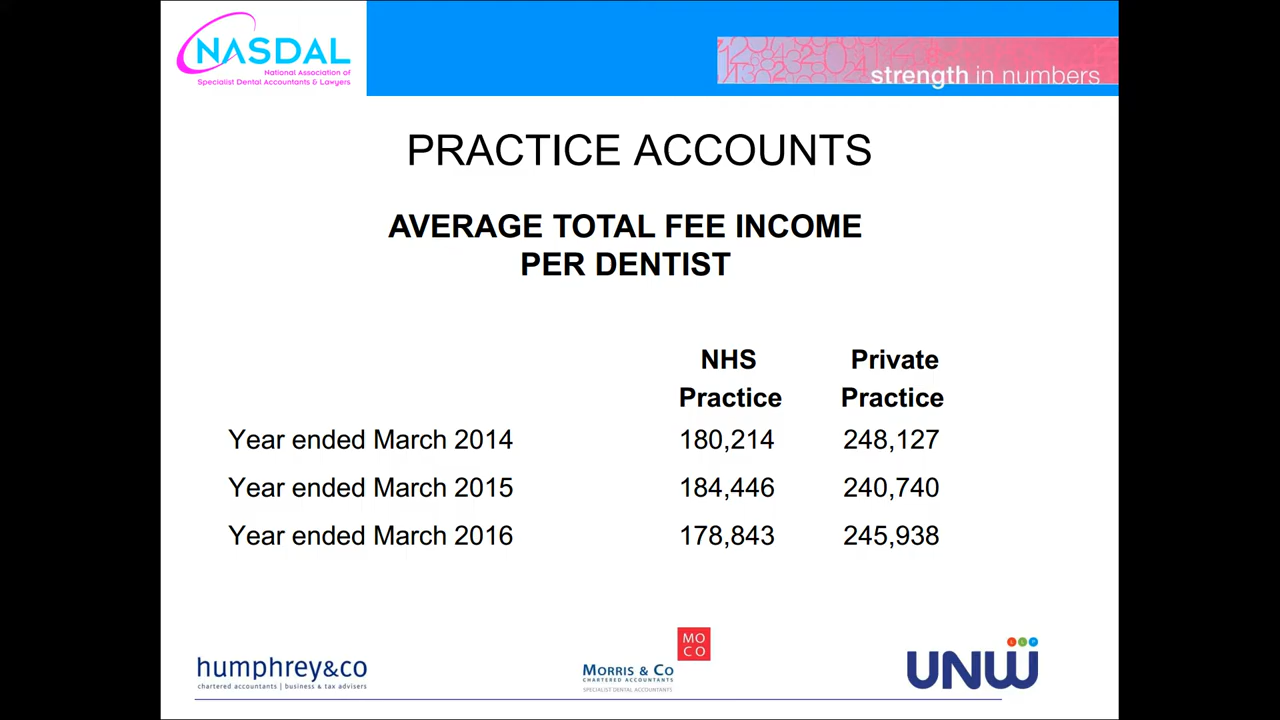 NASDAL
National Association of
Specialist Dental Accountants & Lawyers
strength in numbers
PRACTICE ACCOUNTS
AVERAGE TOTAL FEE INCOME
PER DENTIST
NHS Private
Practice Practice
Year ended March 2014 180,214 248,127
Year ended March 2015 184,446 240,740
Year ended March 2016 178,843 245,938
humphrey&co
chartered accountants | business & tax advisers
MO
CO
MORRIS & CO
CHARTERED ACCOUNTANTS
SPECIALIST DENTAL ACCOUNTANTS
LLP
UNW